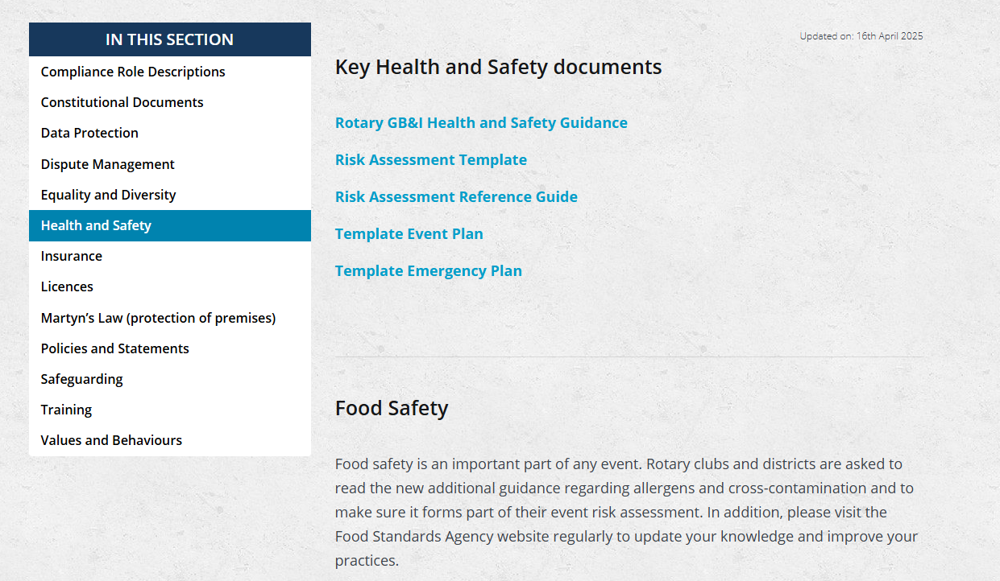 IN THIS SECTION
Compliance Role Descriptions
Constitutional Documents
Data Protection
Dispute Management
Equality and Diversity
Health and Safety
Insurance
Licences
Martyn’s Law (protection of premises)
Policies and Statements
Safeguarding
Training
Values and Behaviours
Updated on: 16th April 2025
Key Health and Safety documents
Rotary GB&I Health and Safety Guidance
Risk Assessment Template
Risk Assessment Reference Guide
Template Event Plan
Template Emergency Plan
Food Safety
Food safety is an important part of any event. Rotary clubs and districts are asked to
read the new additional guidance regarding allergens and cross-contamination and to
make sure it forms part of their event risk assessment. In addition, please visit the
Food Standards Agency website regularly to update your knowledge and improve your
practices.